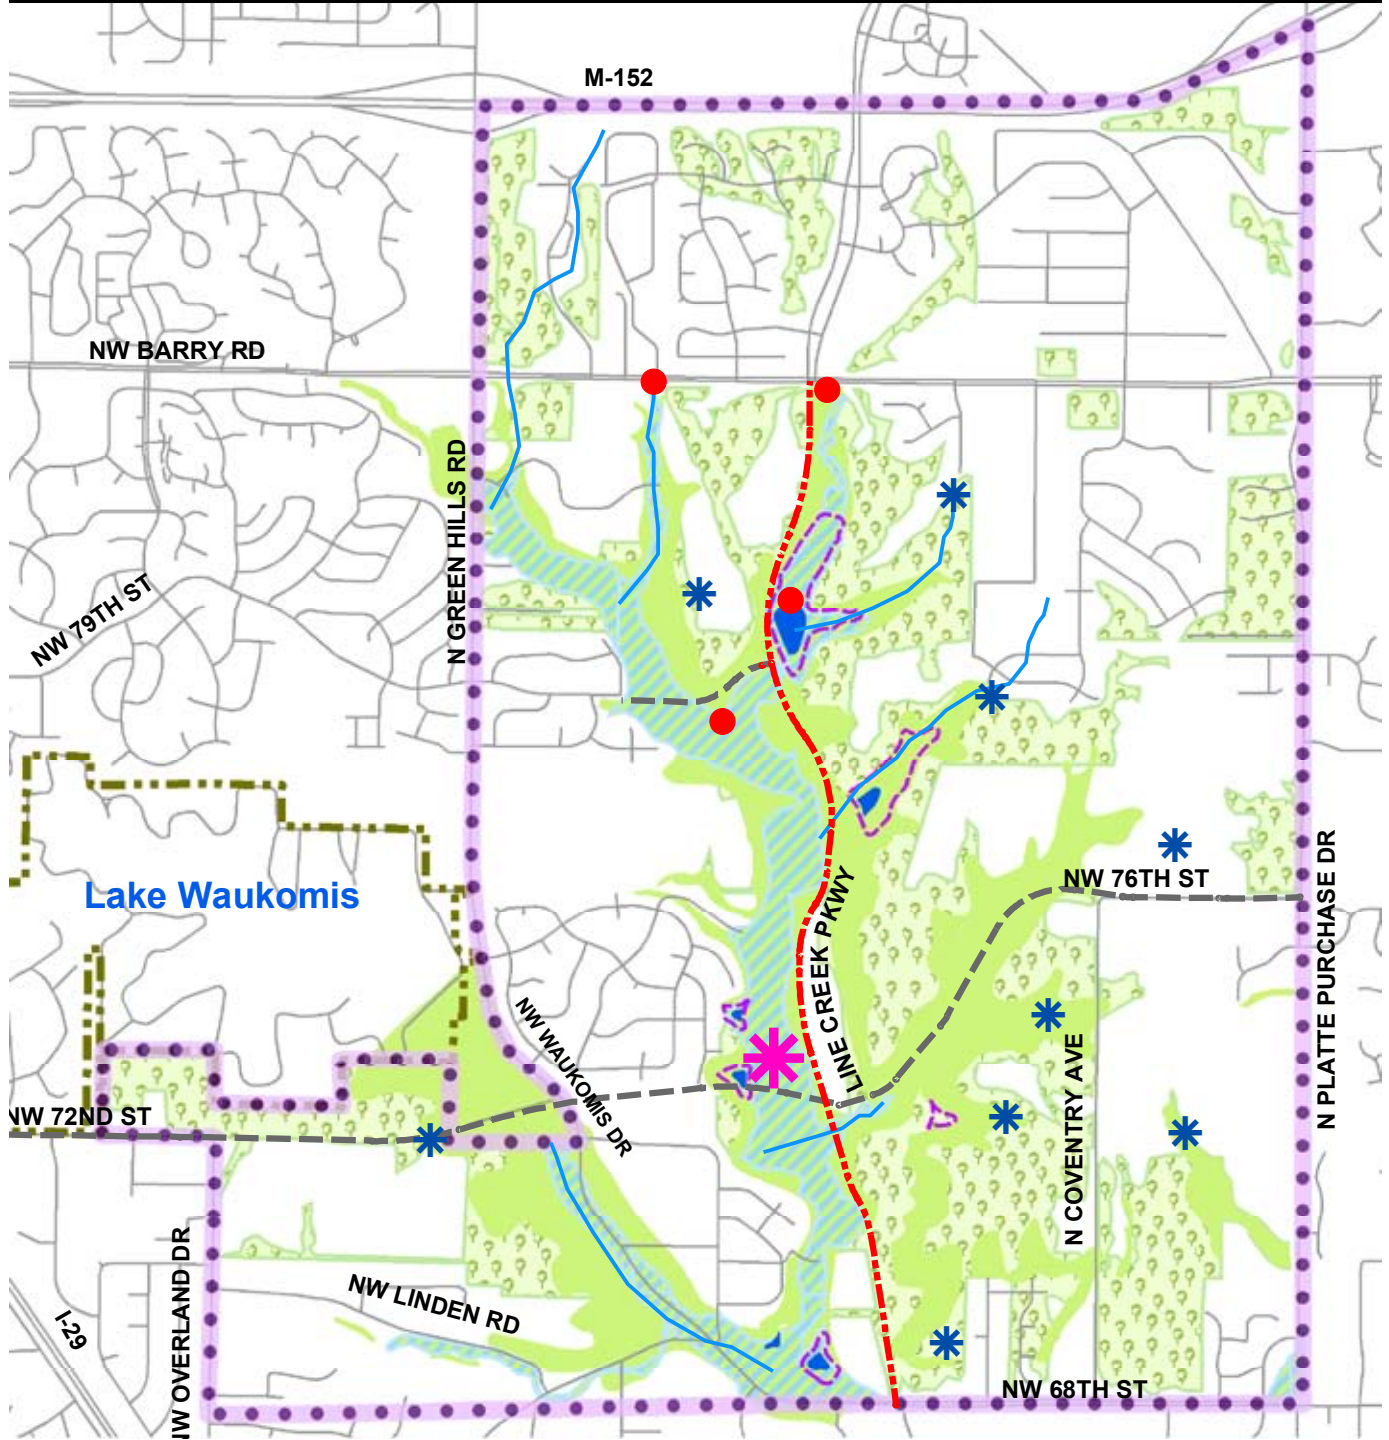 M-152
NW BARRY RD
N GREEN HILLS RD
NW 79TH ST
Lake Waukomis
NW 76TH ST
N PLATTE PURCHASE DR
LINE CREEK PKWY
NW WAUKOMIS DR
N COVENTRY AVE
NW 72ND ST
NW OVERLAND DR
NW LINDEN RD
I-29
NW 68TH ST